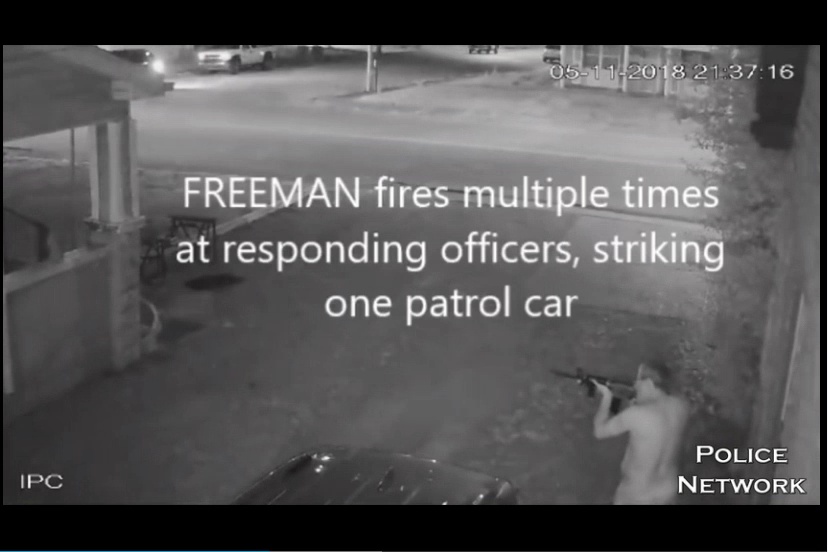 05-11-2018 21:37:16
FREEMAN fires multiple times
at responding officers, striking
one patrol car
IPC
POLICE
NETWORK